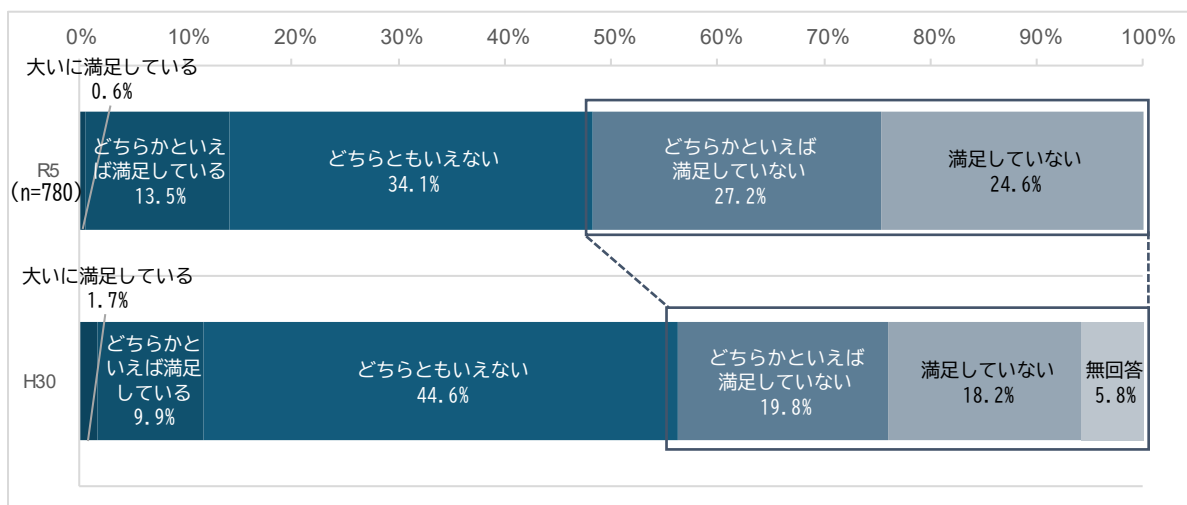 0% 10% 20% 30% 40% 50% 60% 70% 80% 90% 100%
大いに満足している
0.6%
R5
(n=780)
どちらかといえ
ば満足している
13.5%
どちらともいえない
34.1%
どちらかといえば
満足していない
27.2%
満足していない
24.6%
大いに満足している
1.7%
H30
どちらかと
いえば満足
している
9.9%
どちらともいえない
44.6%
どちらかといえば
満足していない
19.8%
満足していない
18.2%
無回答
5.8%